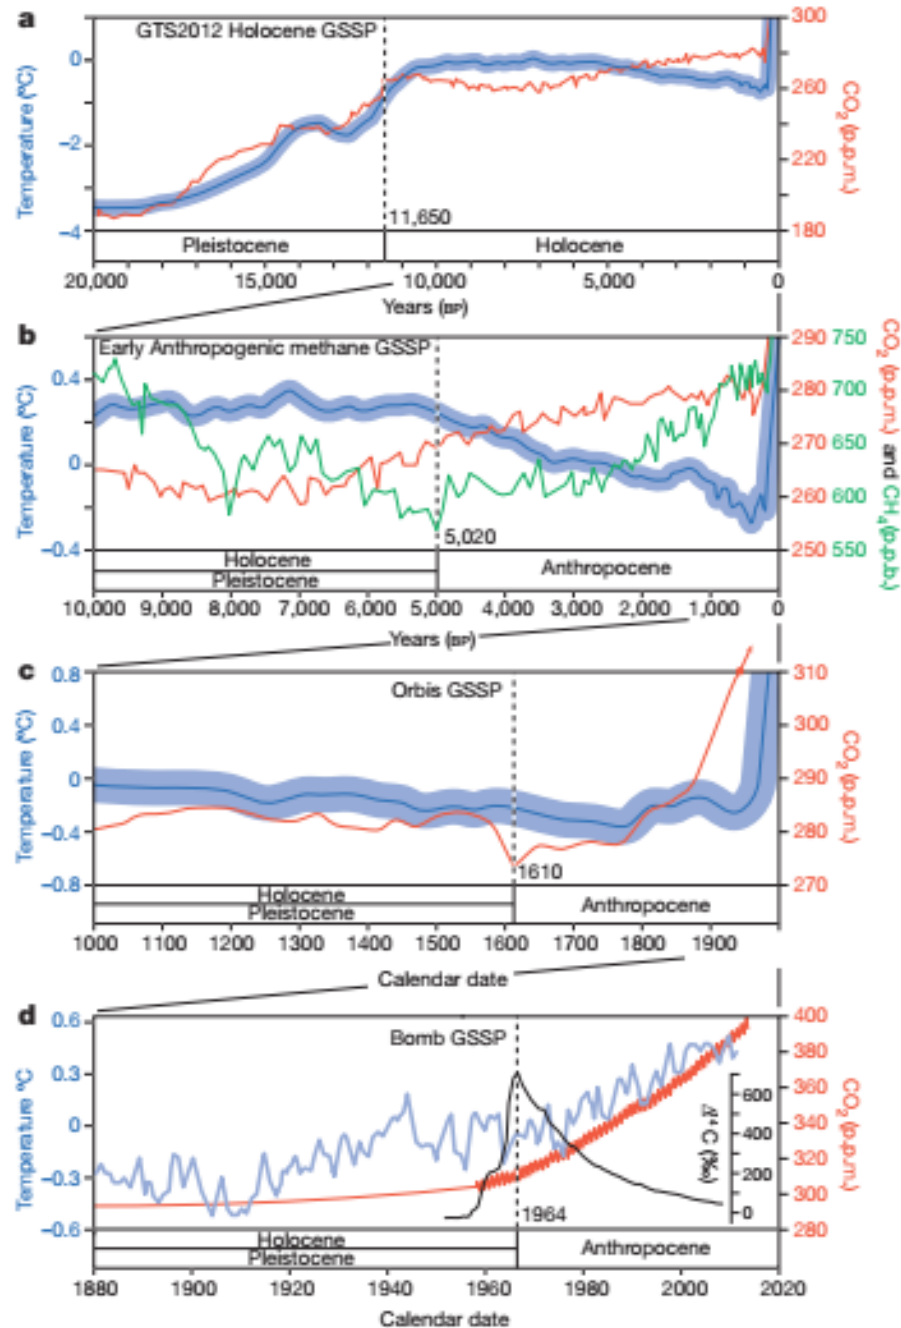 a
GTS2012 Holocene GSSP
Temperature (ºC)
0
−2
−4
300
260
220
180
CO2 (p.p.m.)
11,650
Pleistocene
Holocene
20,000 15,000 10,000 5,000 0
Years (BP)
b
Early Anthropogenic methane GSSP
Temperature (ºC)
0.4
0
−0.4
290 750
280 700
270 650
260 600
250 550
CO2 (p.p.m.) and CH4 (p.p.b.)
5,020
Holocene
Pleistocene
Anthropocene
10,000 9,000 8,000 7,000 6,000 5,000 4,000 3,000 2,000 1,000 0
Years (BP)
c
Orbis GSSP
Temperature (ºC)
0.8
0.4
0
−0.4
−0.8
310
300
290
280
270
CO2 (p.p.m.)
1610
Holocene
Pleistocene
Anthropocene
1000 1100 1200 1300 1400 1500 1600 1700 1800 1900
Calendar date
d
Bomb GSSP
Temperature ºC
0.6
0.3
0
−0.3
−0.6
400
380
360
340
320
300
280
CO2 (p.p.m.)
600
400
200
0
C (‰)
1964
Holocene
Pleistocene
Anthropocene
1880 1900 1920 1940 1960 1980 2000 2020
Calendar date